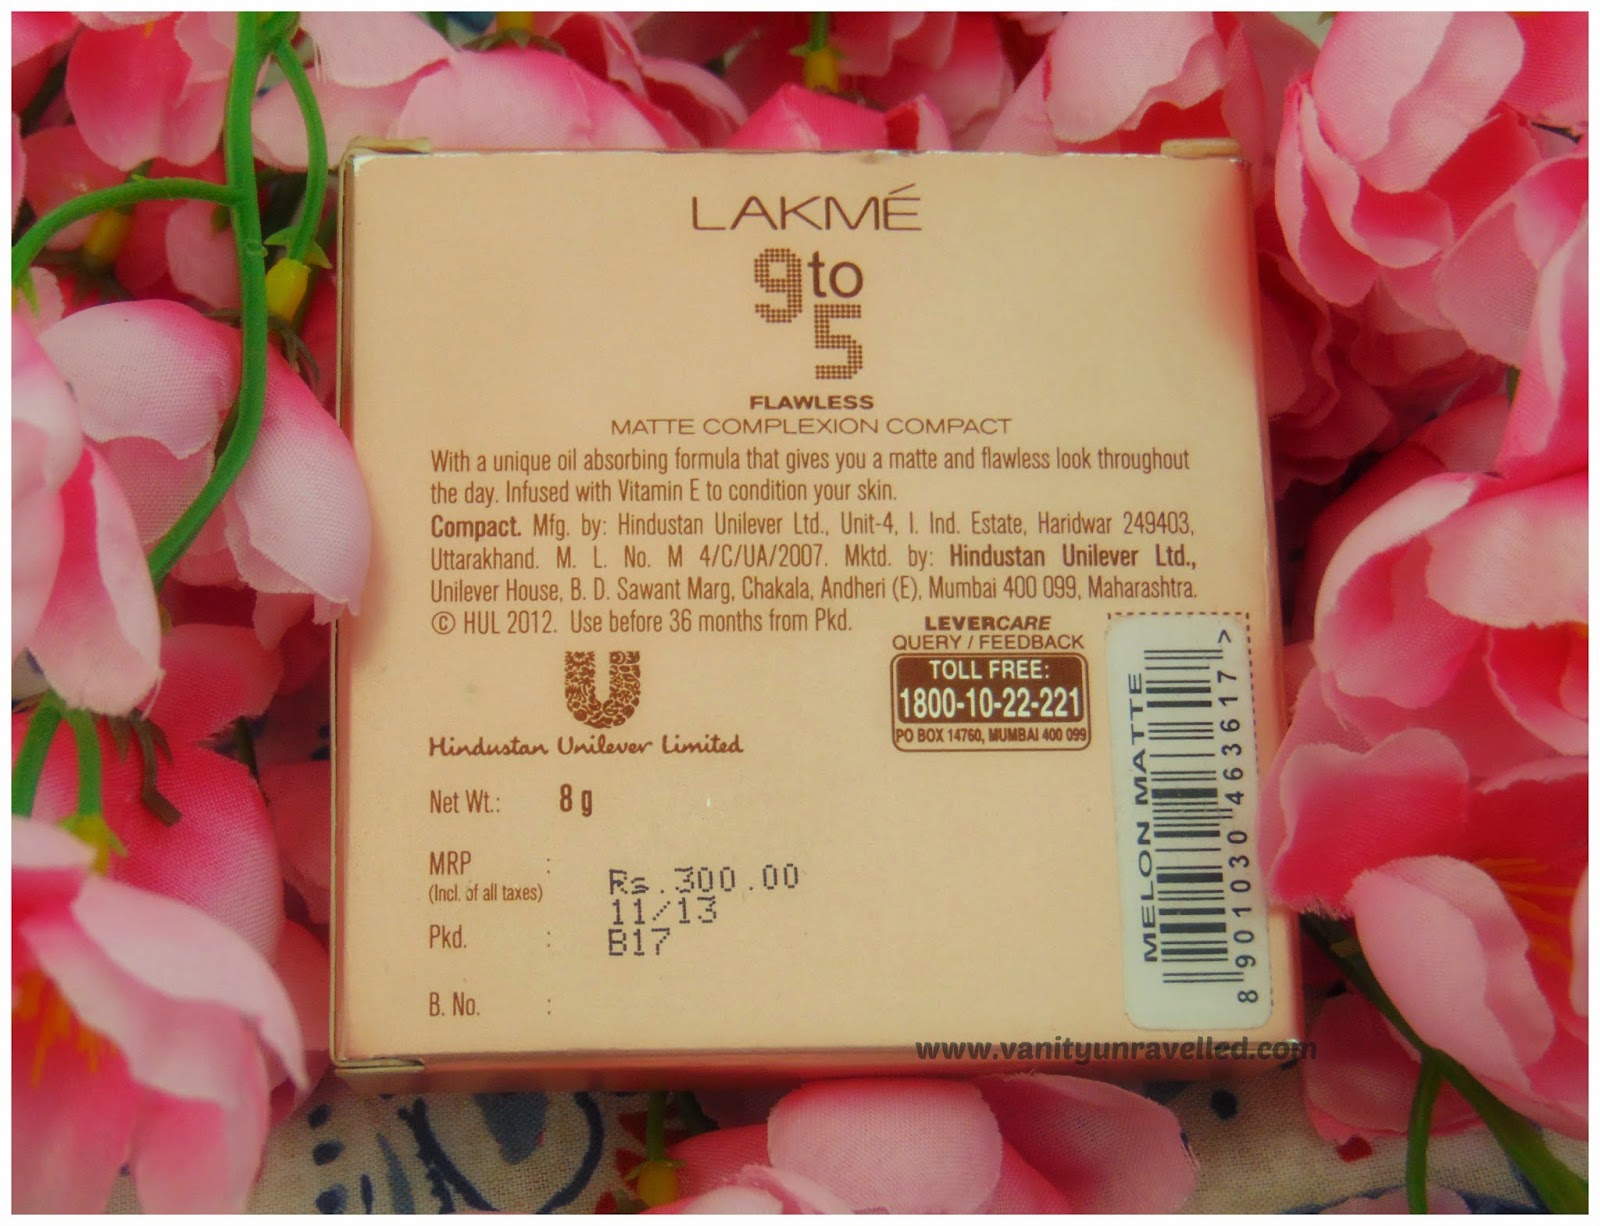 LAKMÉ
9to5
FLAWLESS
MATTE COMPLEXION COMPACT
With a unique oil absorbing formula that gives you a matte and flawless look throughout
the day. Infused with Vitamin E to condition your skin.
Compact. Mfg. by: Hindustan Unilever Ltd., Unit-4, I. Ind. Estate, Haridwar 249403,
Uttarakhand. M. L. No. M 4/C/UA/2007. Mktd. by: Hindustan Unilever Ltd.,
Unilever House, B. D. Sawant Marg, Chakala, Andheri (E), Mumbai 400 099, Maharashtra.
© HUL 2012. Use before 36 months from Pkd.
LEVERCARE
QUERY / FEEDBACK
TOLL FREE:
1800-10-22-221
PO BOX 14760, MUMBAI 400 099
Hindustan Unilever Limited
Net Wt.: 8 g
MRP : Rs.300.00
(Incl. of all taxes)
11/13
Pkd. : B17
B. No. :
MELON MATTE
8 901030 463617 >
www.vanityunravelled.com